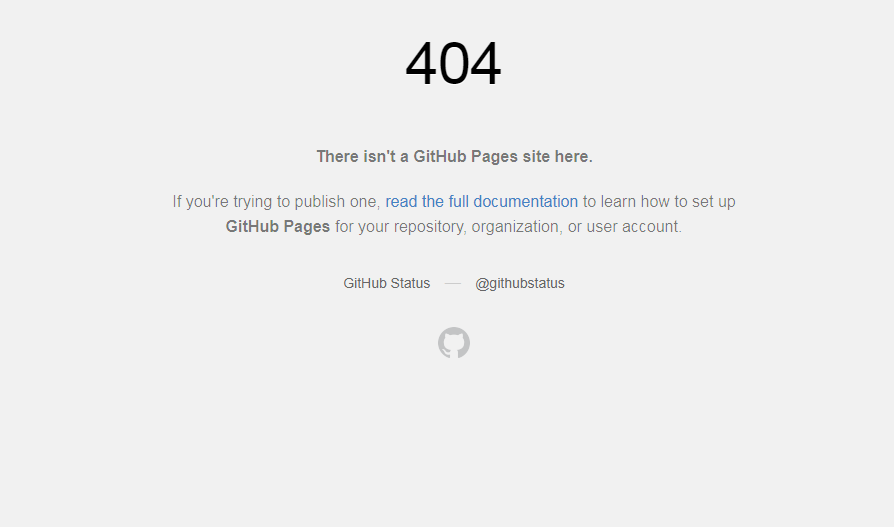 404
There isn't a GitHub Pages site here.
If you're trying to publish one, read the full documentation to learn how to set up
GitHub Pages for your repository, organization, or user account.
GitHub Status — @githubstatus